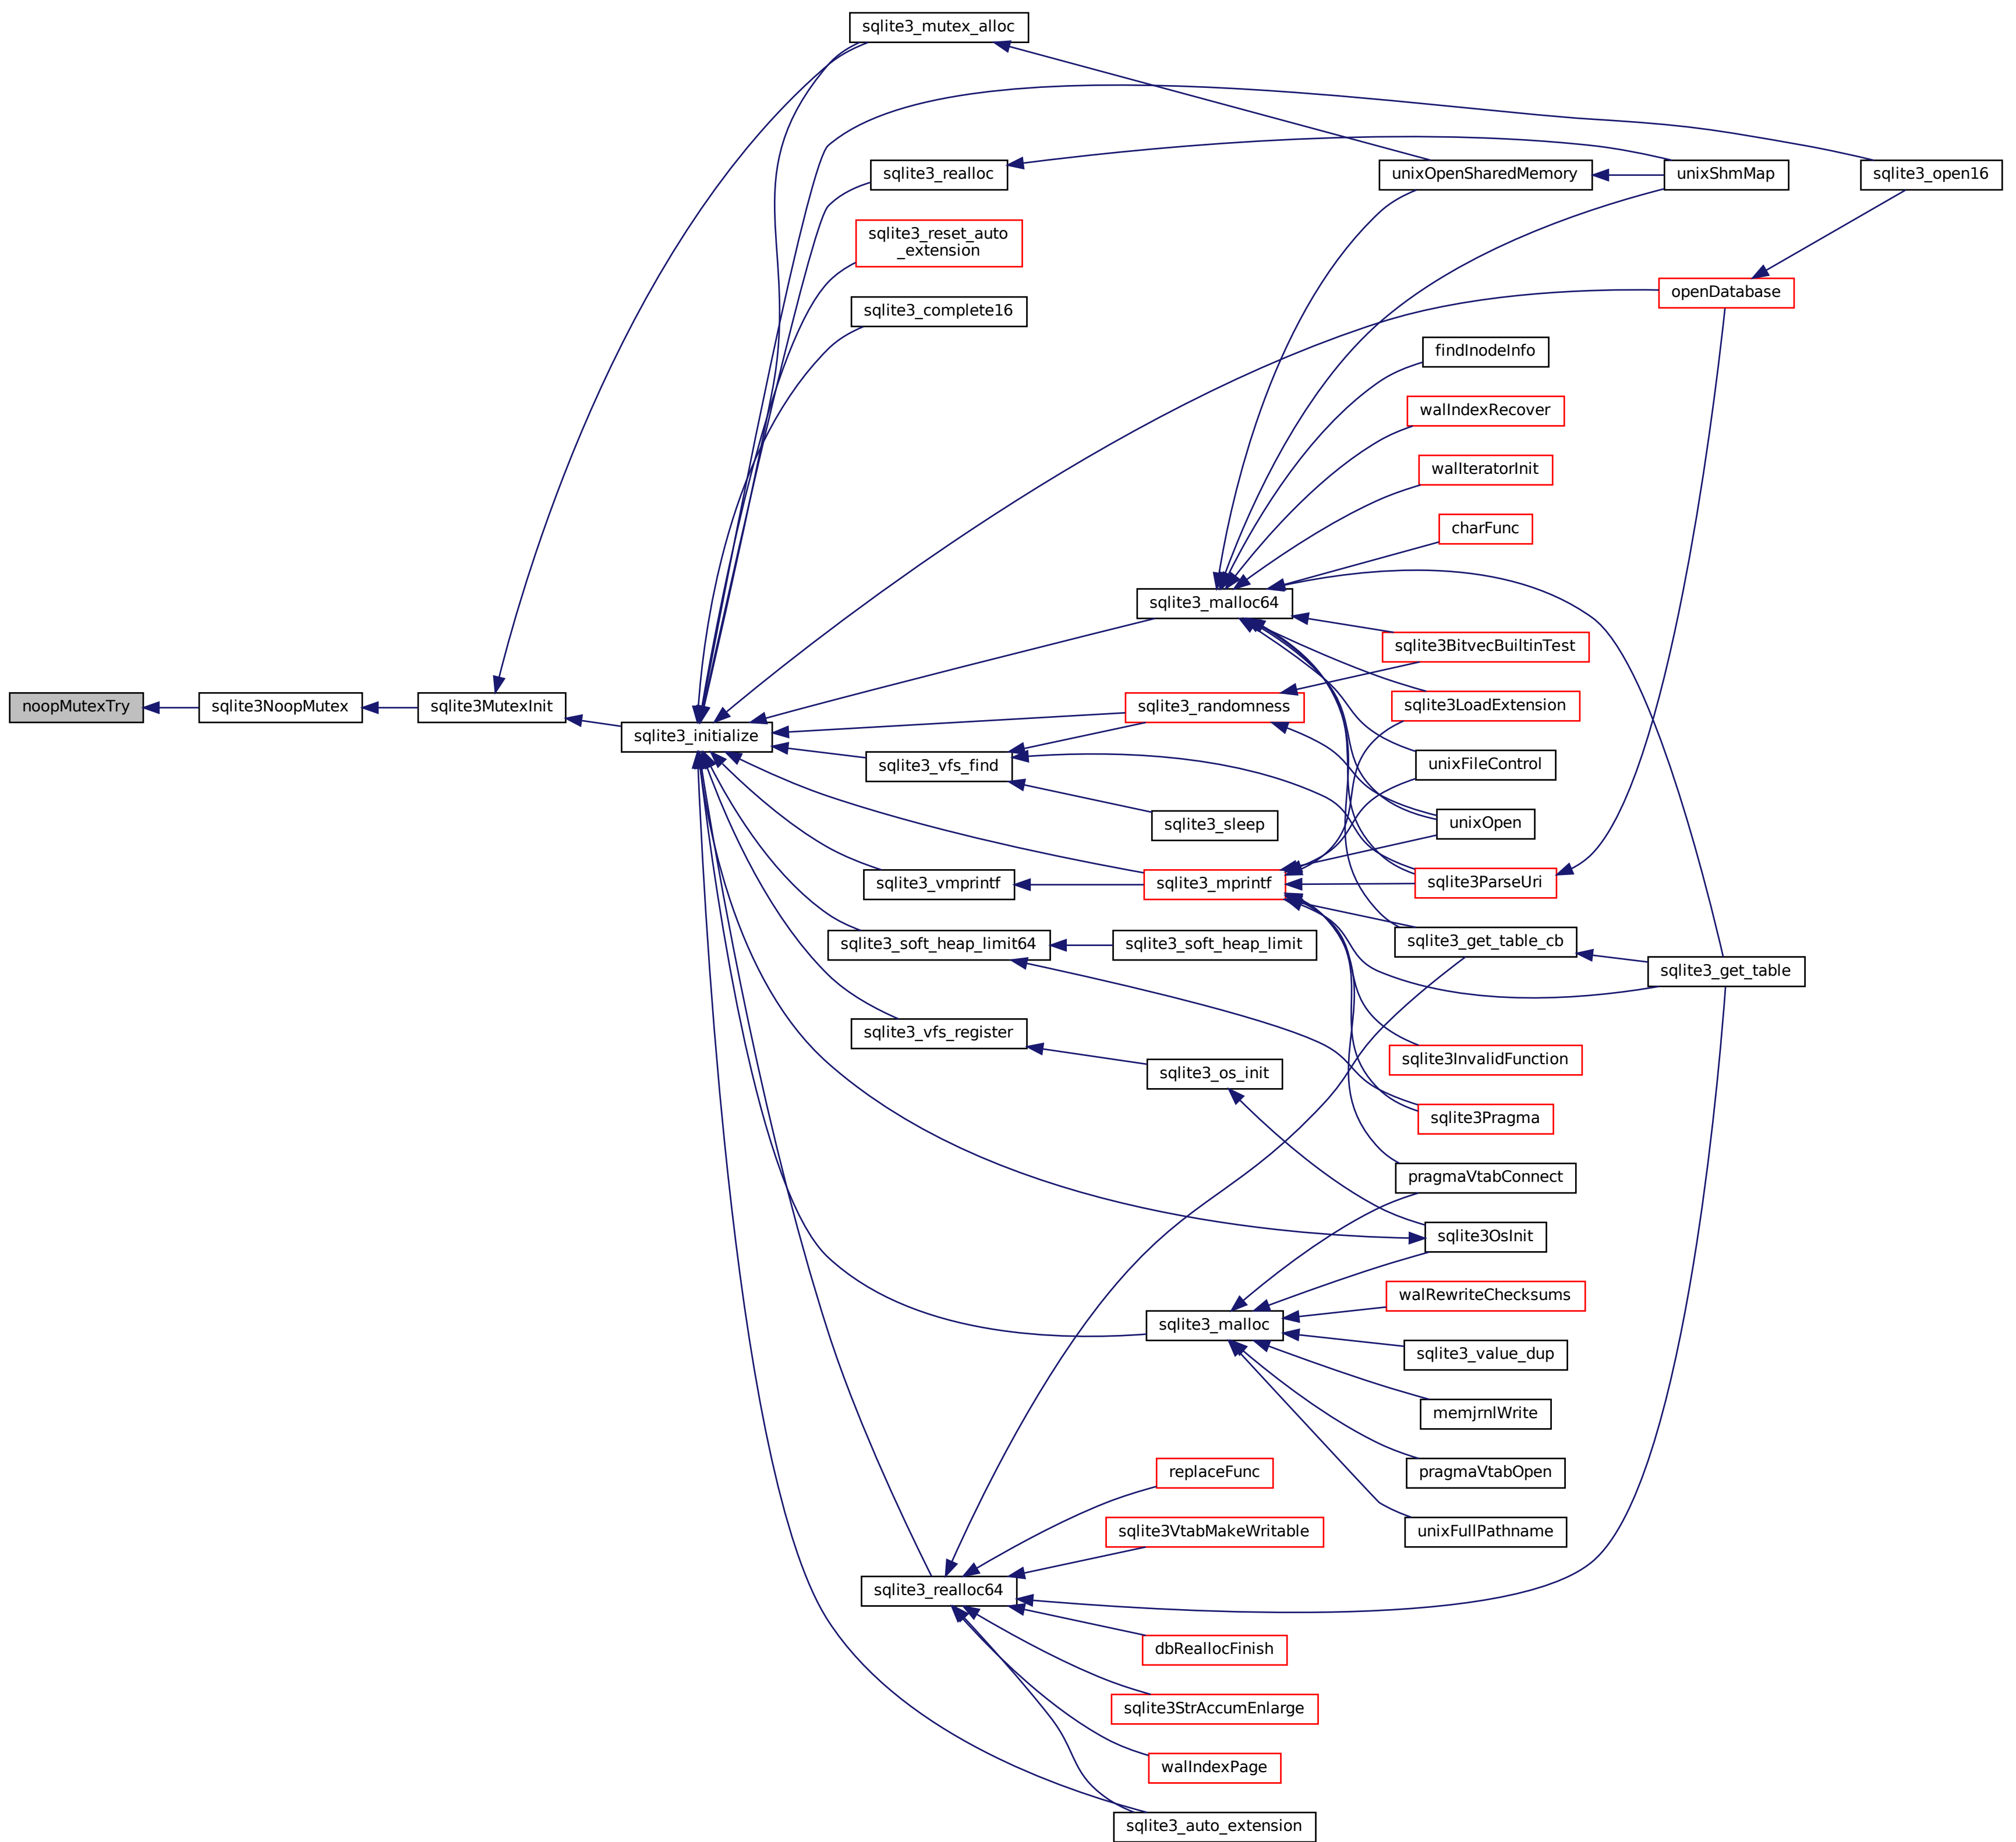 sqlite3_mutex_alloc
sqlite3_realloc
unixOpenSharedMemory
unixShmMap
sqlite3_open16
sqlite3_reset_auto
_extension
openDatabase
sqlite3_complete16
findInodeInfo
walIndexRecover
walIteratorInit
charFunc
sqlite3_malloc64
sqlite3BitvecBuiltinTest
noopMutexTry
sqlite3NoopMutex
sqlite3MutexInit
sqlite3_randomness
sqlite3LoadExtension
sqlite3_initialize
sqlite3_vfs_find
unixFileControl
sqlite3_sleep
unixOpen
sqlite3_vmprintf
sqlite3_mprintf
sqlite3ParseUri
sqlite3_soft_heap_limit64
sqlite3_soft_heap_limit
sqlite3_get_table_cb
sqlite3_get_table
sqlite3_vfs_register
sqlite3InvalidFunction
sqlite3_os_init
sqlite3Pragma
pragmaVtabConnect
sqlite3OsInit
walRewriteChecksums
sqlite3_malloc
sqlite3_value_dup
memjrnlWrite
replaceFunc
pragmaVtabOpen
sqlite3VtabMakeWritable
unixFullPathname
sqlite3_realloc64
dbReallocFinish
sqlite3StrAccumEnlarge
walIndexPage
sqlite3_auto_extension